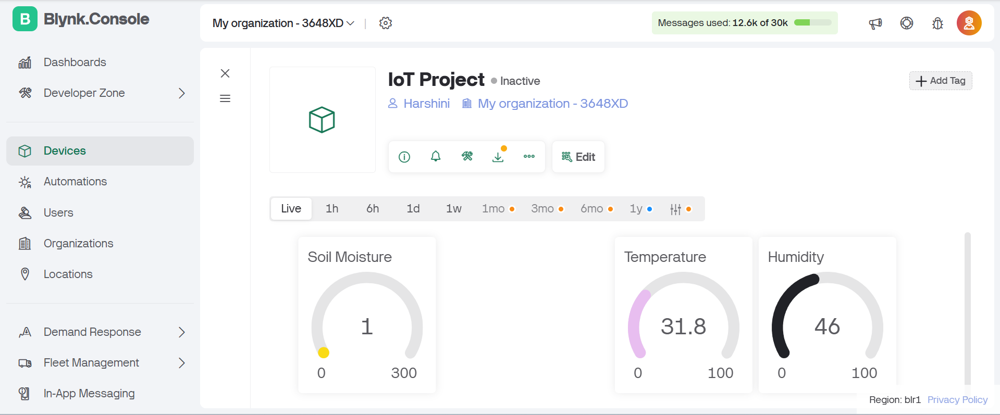 B Blynk.Console
My organization - 3648XD
Messages used: 12.6k of 30k
Dashboards
Developer Zone
Devices
Automations
Users
Organizations
Locations
Demand Response
Fleet Management
In-App Messaging
IoT Project Inactive
Add Tag
Harshini My organization - 3648XD
Edit
Live 1h 6h 1d 1w 1mo 3mo 6mo 1y
Soil Moisture
1
0 300
Temperature
31.8
0 100
Humidity
46
0 100
Region: blr1 Privacy Policy